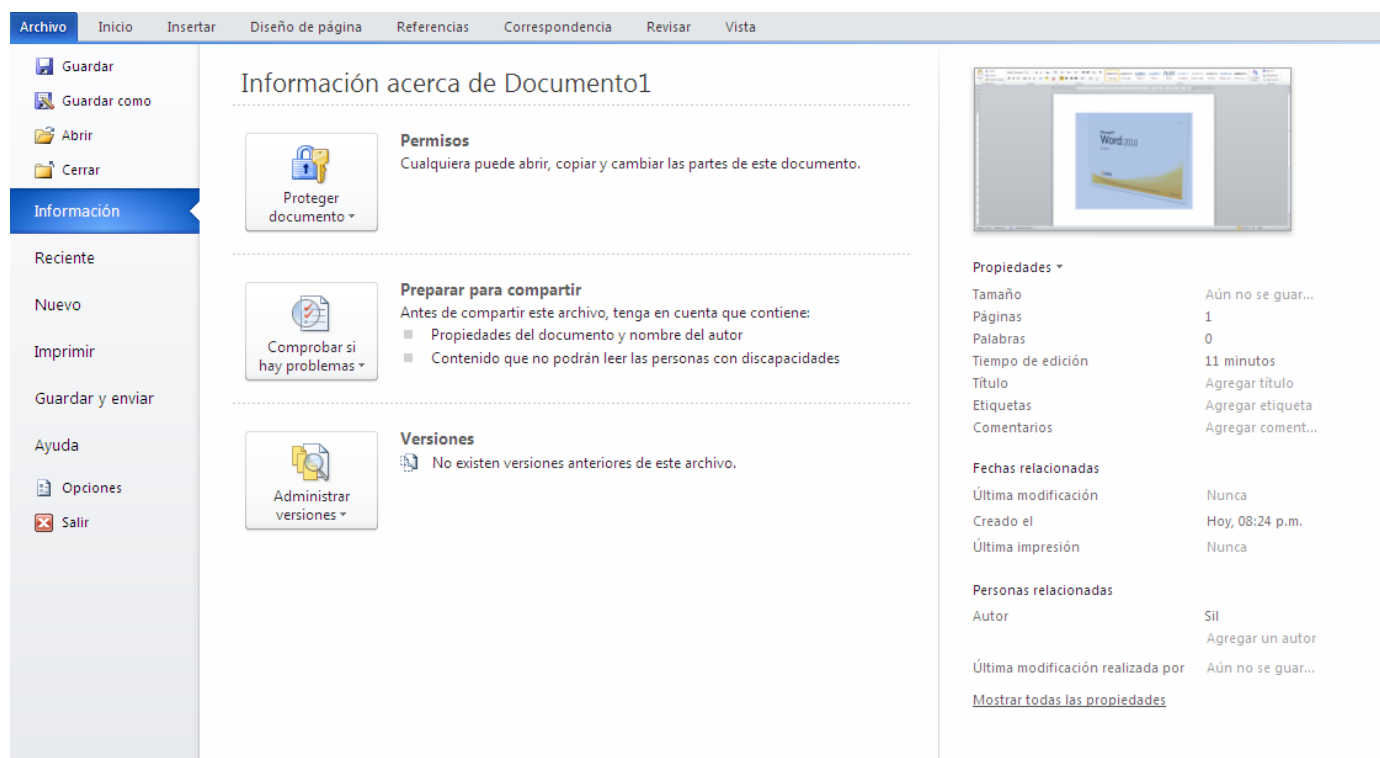 Archivo Inicio Insertar Diseño de página Referencias Correspondencia Revisar Vista
Guardar
Guardar como
Abrir
Cerrar
Información
Reciente
Nuevo
Imprimir
Guardar y enviar
Ayuda
Opciones
Salir
Información acerca de Documento1
Proteger
documento
Permisos
Cualquiera puede abrir, copiar y cambiar las partes de este documento.
Comprobar si
hay problemas
Preparar para compartir
Antes de compartir este archivo, tenga en cuenta que contiene:
Propiedades del documento y nombre del autor
Contenido que no podrán leer las personas con discapacidades
Administrar
versiones
Versiones
No existen versiones anteriores de este archivo.
Word 2010
Propiedades
Tamaño Aún no se guar...
Páginas 1
Palabras 0
Tiempo de edición 11 minutos
Título Agregar título
Etiquetas Agregar etiqueta
Comentarios Agregar coment...
Fechas relacionadas
Última modificación Nunca
Creado el Hoy, 08:24 p.m.
Última impresión Nunca
Personas relacionadas
Autor Sil
Agregar un autor
Última modificación realizada por Aún no se guar...
Mostrar todas las propiedades